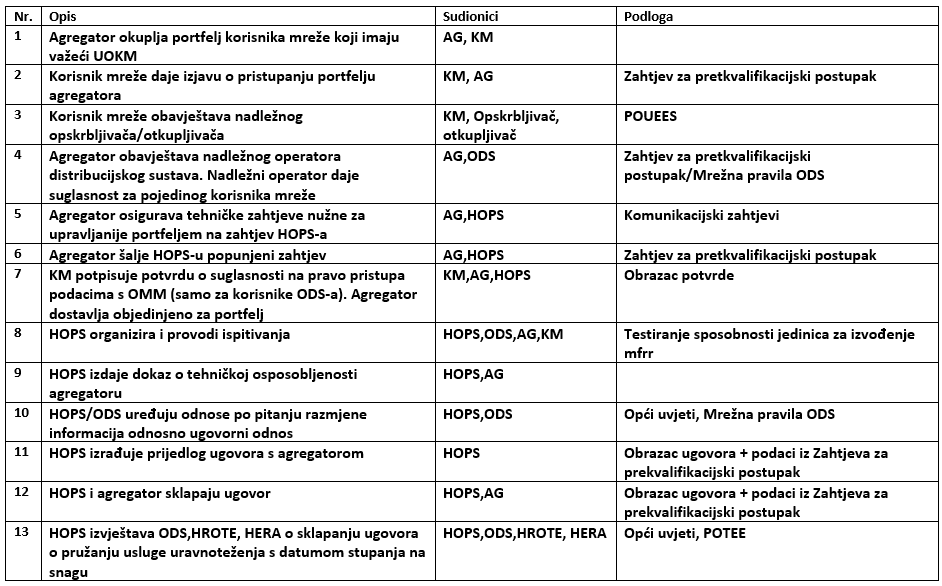 Nr. Opis Sudionici Podloga
1 Agregator okuplja portfelj korisnika mreže koji imaju AG, KM
važeći UOKM
2 Korisnik mreže daje izjavu o pristupanju portfelju KM, AG Zahtjev za pretkvalifikacijski postupak
agregatora
3 Korisnik mreže obavještava nadležnog KM, Opskrbljivač, POUEES
opskrbljivača/otkupljivača otkupljivač
4 Agregator obavještava nadležnog operatora AG,ODS Zahtjev za pretkvalifikacijski
distribucijskog sustava. Nadležni operator daje postupak/Mrežna pravila ODS
suglasnost za pojedinog korisnika mreže
5 Agregator osigurava tehničke zahtjeve nužne za AG,HOPS Komunikacijski zahtjevi
upravljanije portfeljem na zahtjev HOPS-a
6 Agregator šalje HOPS-u popunjeni zahtjev AG,HOPS Zahtjev za pretkvalifikacijski postupak
7 KM potpisuje potvrdu o suglasnosti na pravo pristupa KM,AG,HOPS Obrazac potvrde
podacima s OMM (samo za korisnike ODS-a). Agregator
dostavlja objedinjeno za portfelj
8 HOPS organizira i provodi ispitivanja HOPS,ODS,AG,KM Testiranje sposobnosti jedinica za izvođenje
mfrr
9 HOPS izdaje dokaz o tehničkoj osposobljenosti HOPS,AG
agregatoru
10 HOPS/ODS uređuju odnose po pitanju razmjene HOPS,ODS Opći uvjeti, Mrežna pravila ODS
informacija odnosno ugovorni odnos
11 HOPS izrađuje prijedlog ugovora s agregatorom HOPS Obrazac ugovora + podaci iz Zahtjeva za
prekvalifikacijski postupak
12 HOPS i agregator sklapaju ugovor HOPS,AG Obrazac ugovora + podaci iz Zahtjeva za
prekvalifikacijski postupak
13 HOPS izvještava ODS,HROTE, HERA o sklapanju ugovora HOPS,ODS,HROTE, HERA Opći uvjeti, POTEE
o pružanju usluge uravnoteženja s datumom stupanja na
snagu